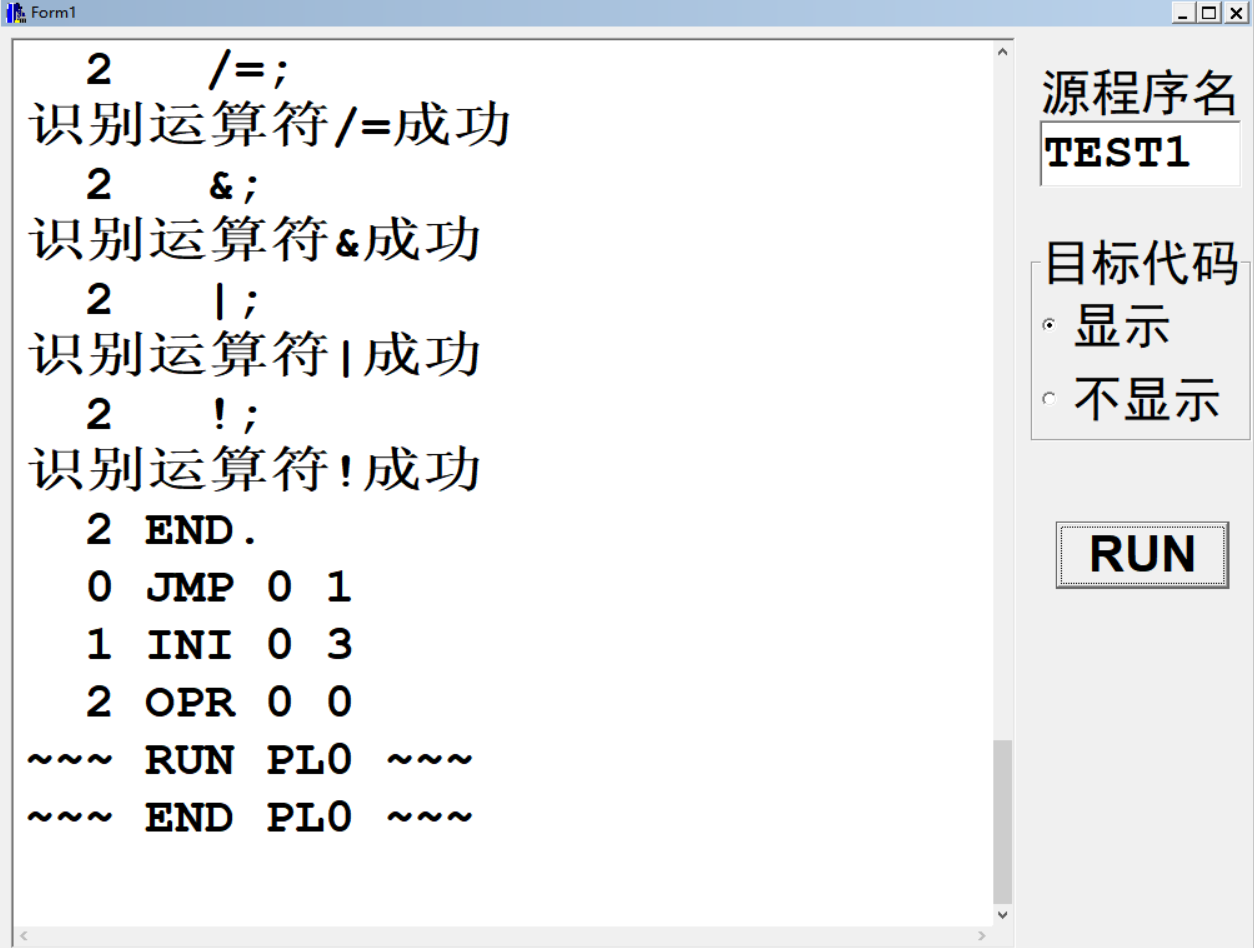 Form1
2 /=;
识别运算符/=成功
2 &;
识别运算符&成功
2 |;
识别运算符|成功
2 !;
识别运算符!成功
2 END.
0 JMP 0 1
1 INI 0 3
2 OPR 0 0
~~~ RUN PL0 ~~~
~~~ END PL0 ~~~
源程序名
TEST1
目标代码
显示
不显示
RUN